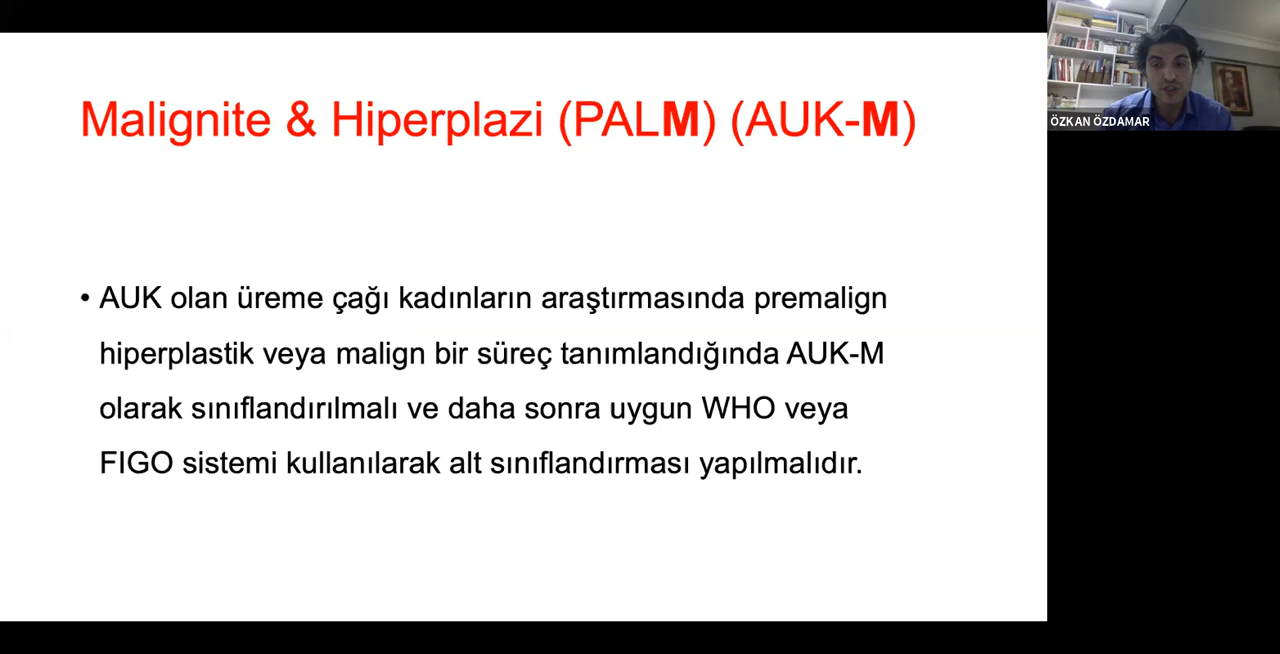 Malignite & Hiperplazi (PALM) (AUK-M)
• AUK olan üreme çağı kadınların araştırmasında premalign
hiperplastik veya malign bir süreç tanımlandığında AUK-M
olarak sınıflandırılmalı ve daha sonra uygun WHO veya
FIGO sistemi kullanılarak alt sınıflandırması yapılmalıdır.
ÖZKAN ÖZDAMAR